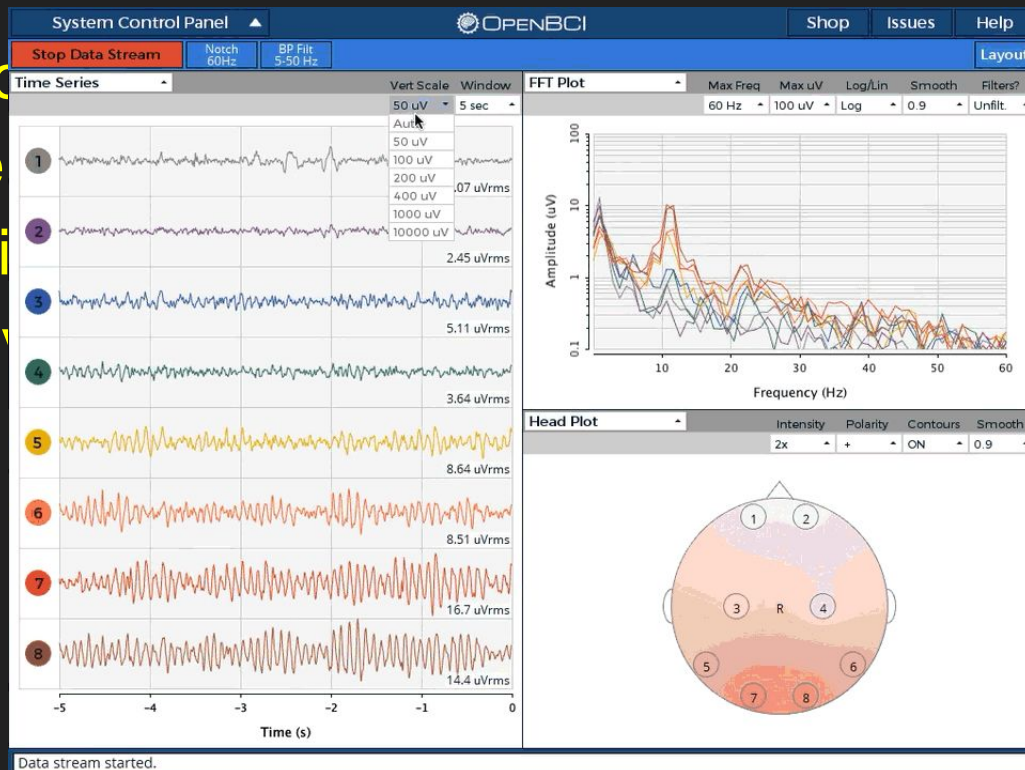 System Control Panel
OPENBCI
Shop Issues Help
Stop Data Stream
Notch
60Hz
BP Filt
5-50 Hz
Layout
Time Series
Vert Scale Window
50 uV 5 sec
Auto
50 uV
100 uV
200 uV
400 uV
1000 uV
10000 uV
1
.07 uVrms
2
2.45 uVrms
3
5.11 uVrms
4
3.64 uVrms
5
8.64 uVrms
6
8.51 uVrms
7
16.7 uVrms
8
14.4 uVrms
-5 -4 -3 -2 -1 0
Time (s)
FFT Plot
Max Freq Max uV Log/Lin Smooth Filters?
60 Hz 100 uV Log 0.9 Unfilt.
100
10
1
0.1
Amplitude (uV)
10 20 30 40 50 60
Frequency (Hz)
Head Plot
Intensity Polarity Contours Smooth
2x + ON 0.9
1 2
3 R 4
5 6
7 8
Data stream started.